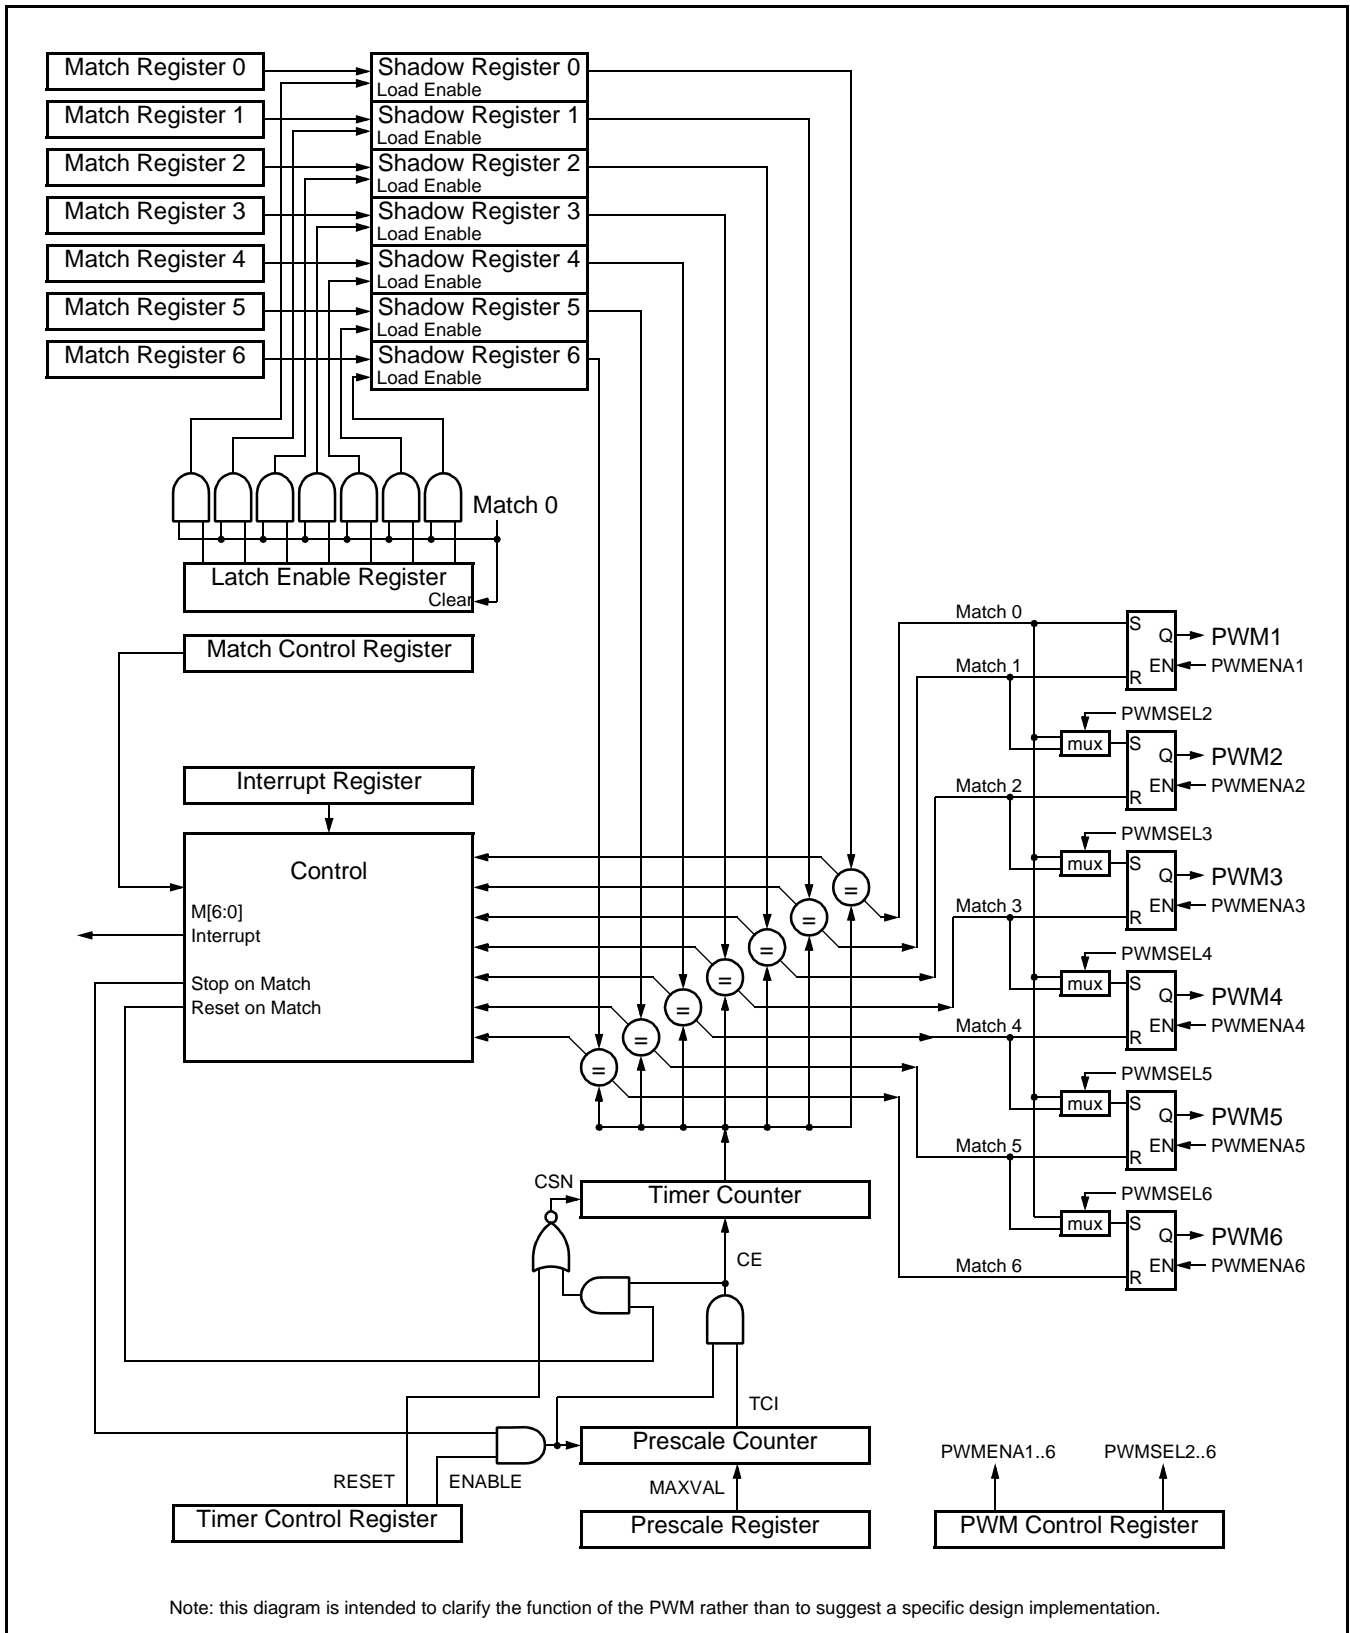 Match Register 0
Shadow Register 0
Load Enable
Match Register 1
Shadow Register 1
Load Enable
Match Register 2
Shadow Register 2
Load Enable
Match Register 3
Shadow Register 3
Load Enable
Match Register 4
Shadow Register 4
Load Enable
Match Register 5
Shadow Register 5
Load Enable
Match Register 6
Shadow Register 6
Load Enable
Match 0
Latch Enable Register
Clear
Match Control Register
Interrupt Register
Control
M[6:0]
Interrupt
Stop on Match
Reset on Match
=
=
=
=
=
=
=
Match 0
S
Q
PWM1
EN
PWMENA1
Match 1
R
PWMSEL2
mux
S
Q
PWM2
EN
PWMENA2
Match 2
R
PWMSEL3
mux
S
Q
PWM3
EN
PWMENA3
Match 3
R
PWMSEL4
mux
S
Q
PWM4
EN
PWMENA4
Match 4
R
PWMSEL5
mux
S
Q
PWM5
EN
PWMENA5
Match 5
R
PWMSEL6
mux
S
Q
PWM6
EN
PWMENA6
Match 6
R
CSN
Timer Counter
CE
TCI
Prescale Counter
RESET
ENABLE
MAXVAL
Timer Control Register
Prescale Register
PWMENA1..6
PWMSEL2..6
PWM Control Register
Note: this diagram is intended to clarify the function of the PWM rather than to suggest a specific design implementation.